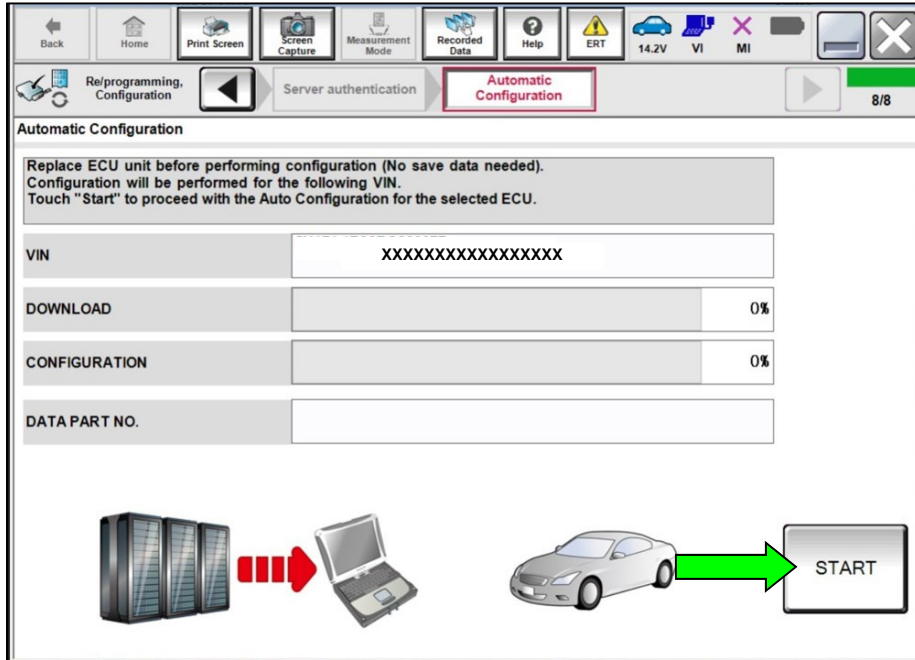 Back
Home
Print Screen
Screen
Capture
Measurement
Mode
Recorded
Data
Help
ERT
14.2V
VI
MI
Re/programming,
Configuration
Server authentication
Automatic
Configuration
8/8
Automatic Configuration
Replace ECU unit before performing configuration (No save data needed).
Configuration will be performed for the following VIN.
Touch "Start" to proceed with the Auto Configuration for the selected ECU.
VIN
XXXXXXXXXXXXXXXXX
DOWNLOAD
0%
CONFIGURATION
0%
DATA PART NO.
START